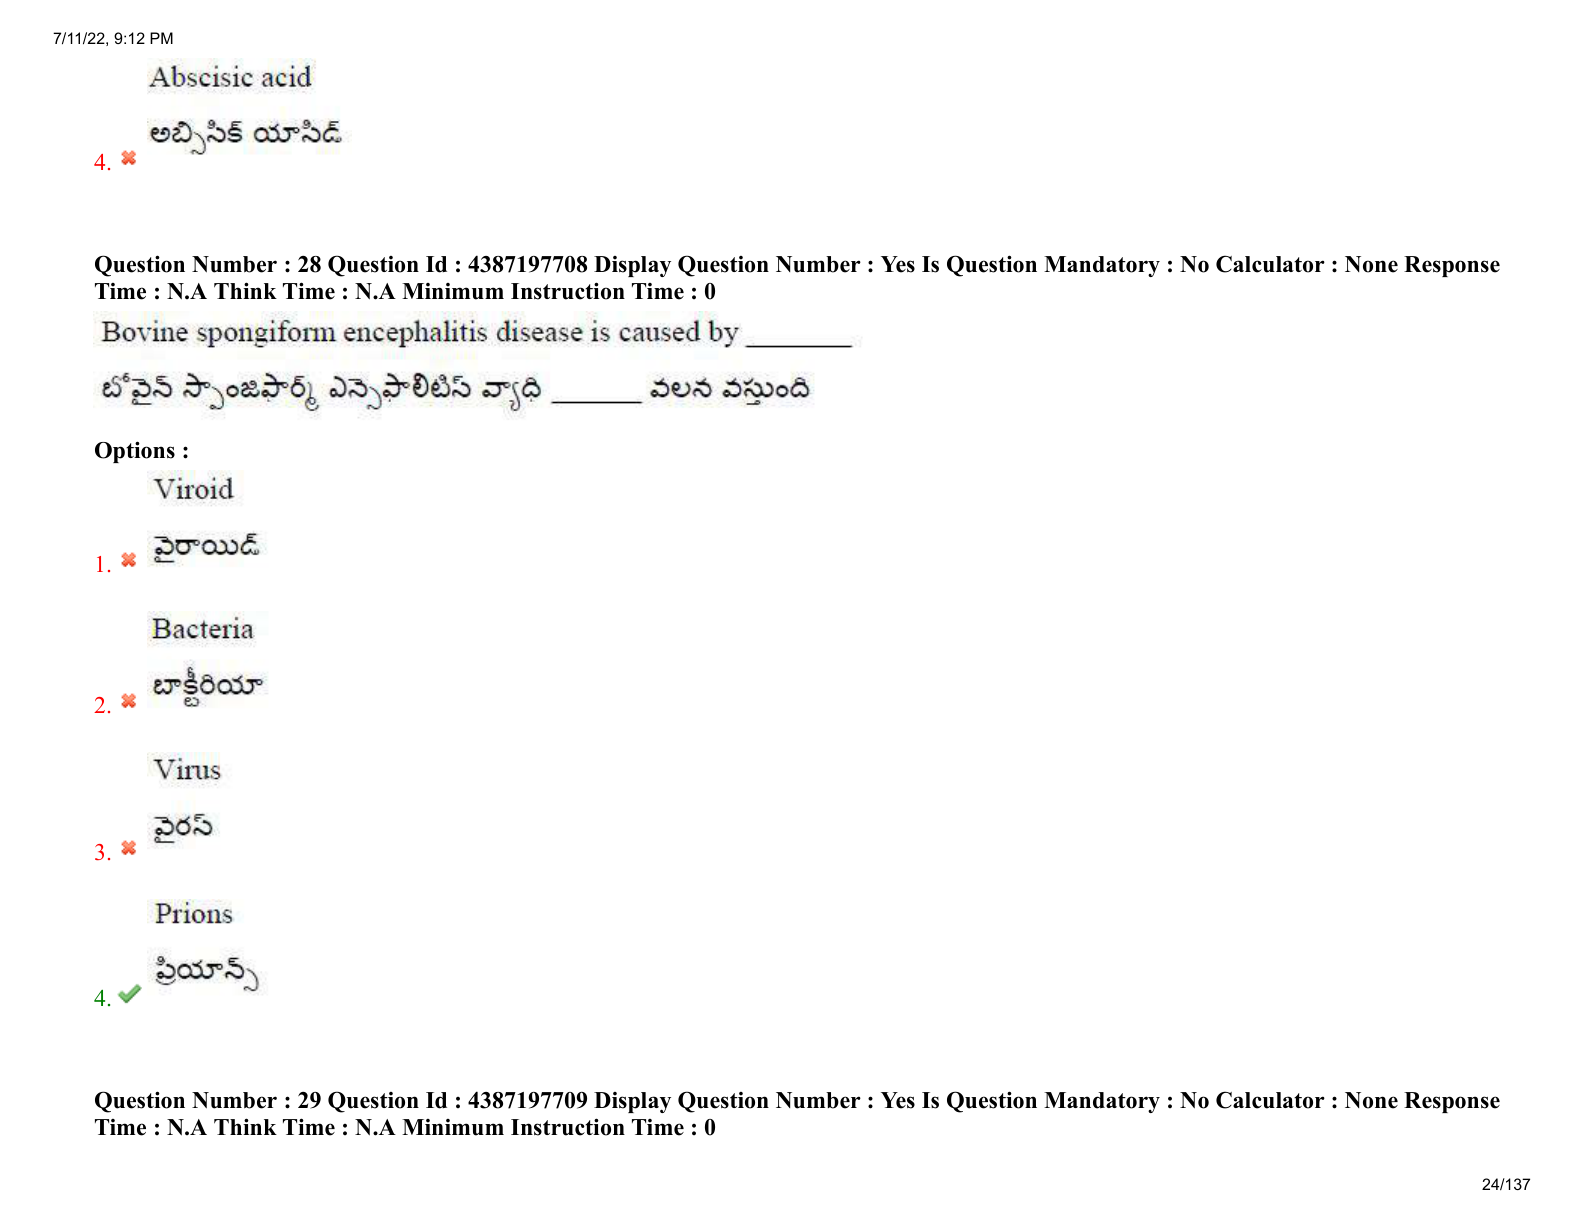 7/11/22, 9:12 PM
Abscisic acid
అబ్సిసిక్ యాసిడ్
4.
Question Number : 28 Question Id : 4387197708 Display Question Number : Yes Is Question Mandatory : No Calculator : None Response
Time : N.A Think Time : N.A Minimum Instruction Time : 0
Bovine spongiform encephalitis disease is caused by _______
బోవైన్ స్పాంజిఫార్మ్ ఎన్సెఫాలిటిస్ వ్యాధి ______ వలన వస్తుంది
Options :
Viroid
వైరాయిడ్
1.
Bacteria
బాక్టీరియా
2.
Virus
వైరస్
3.
Prions
ప్రియాన్స్
4.
Question Number : 29 Question Id : 4387197709 Display Question Number : Yes Is Question Mandatory : No Calculator : None Response
Time : N.A Think Time : N.A Minimum Instruction Time : 0
24/137